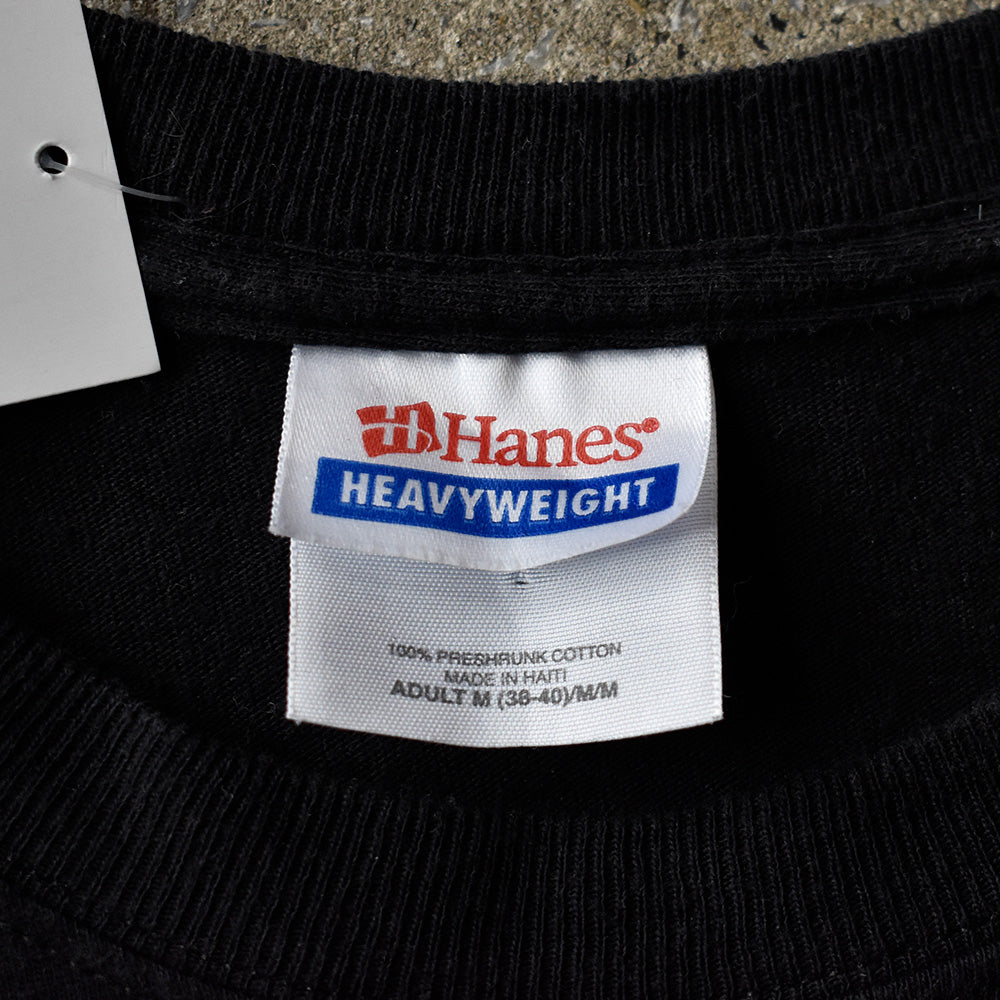 Hanes®
HEAVYWEIGHT
100% PRESHRUNK COTTON
MADE IN HAITI
ADULT M (38-40)/M/M